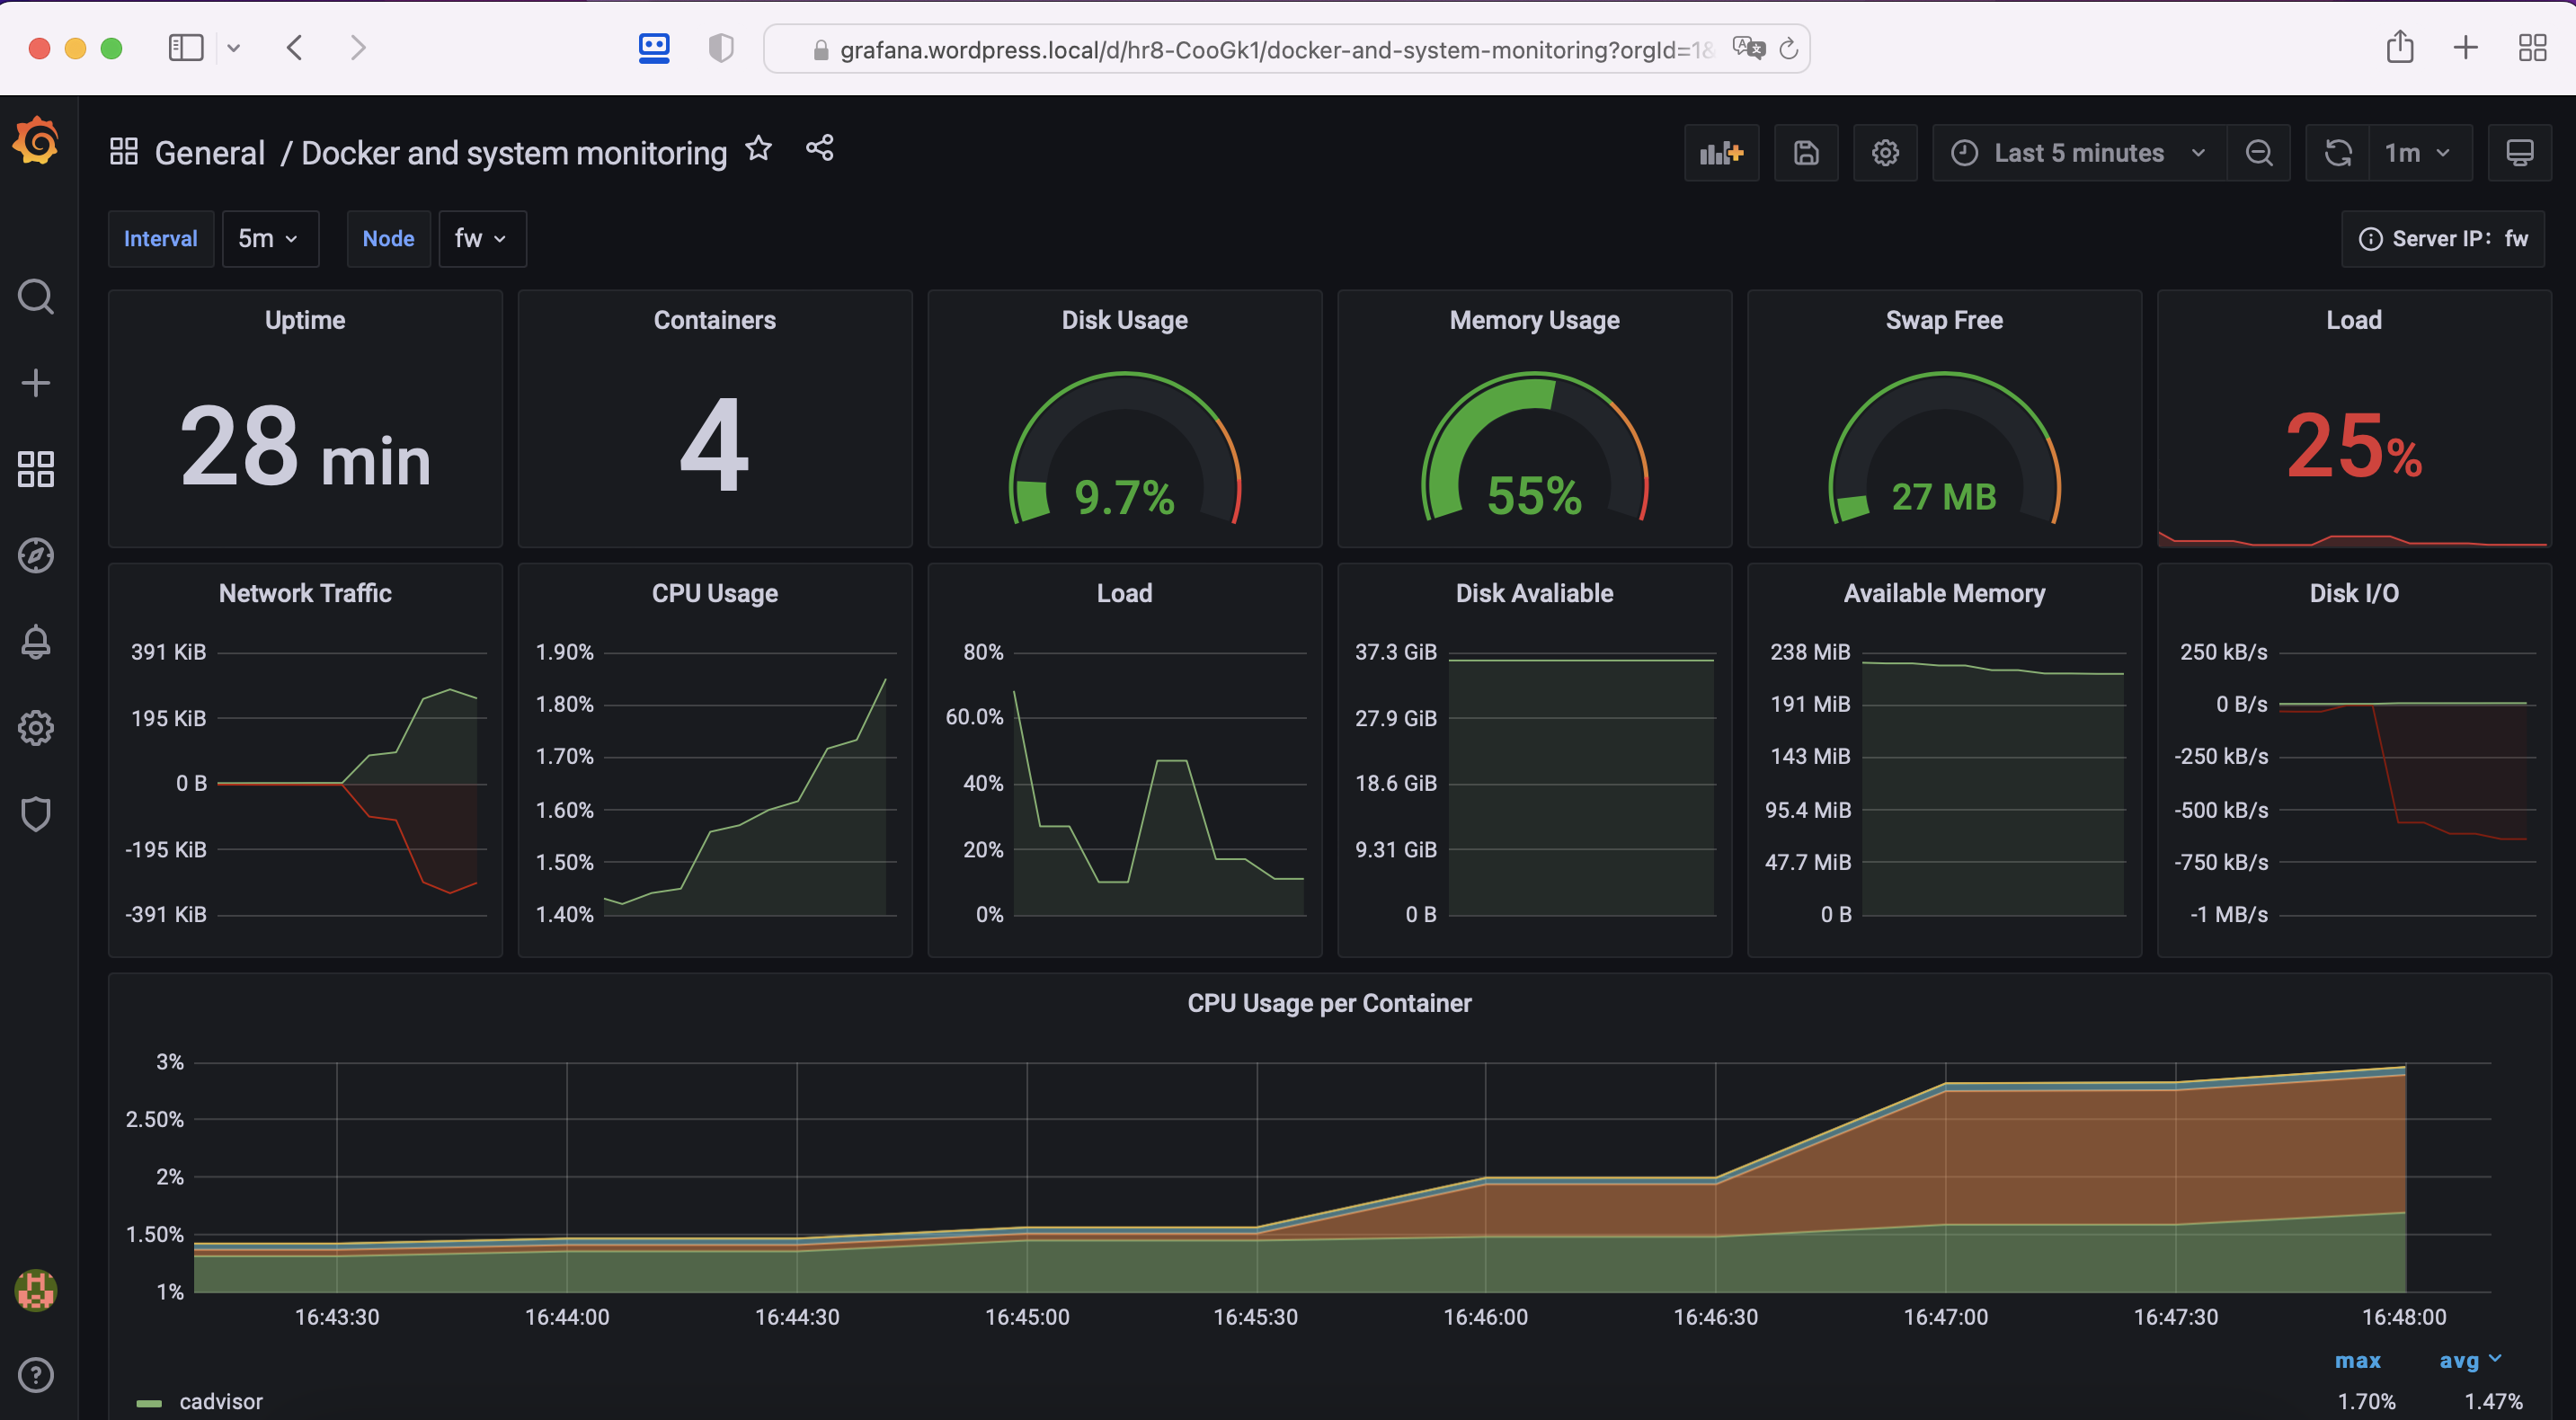 grafana.wordpress.local/d/hr8-CooGk1/docker-and-system-monitoring?orgId=1&
General / Docker and system monitoring
Last 5 minutes
1m
Interval 5m Node fw
Server IP: fw
Uptime
28 min
Containers
4
Disk Usage
9.7%
Memory Usage
55%
Swap Free
27 MB
Load
25%
Network Traffic
391 KiB
195 KiB
0 B
-195 KiB
-391 KiB
CPU Usage
1.90%
1.80%
1.70%
1.60%
1.50%
1.40%
Load
80%
60.0%
40%
20%
0%
Disk Avaliable
37.3 GiB
27.9 GiB
18.6 GiB
9.31 GiB
0 B
Available Memory
238 MiB
191 MiB
143 MiB
95.4 MiB
47.7 MiB
0 B
Disk I/O
250 kB/s
0 B/s
-250 kB/s
-500 kB/s
-750 kB/s
-1 MB/s
CPU Usage per Container
3%
2.50%
2%
1.50%
1%
16:43:30 16:44:00 16:44:30 16:45:00 16:45:30 16:46:00 16:46:30 16:47:00 16:47:30 16:48:00
max avg
cadvisor 1.70% 1.47%